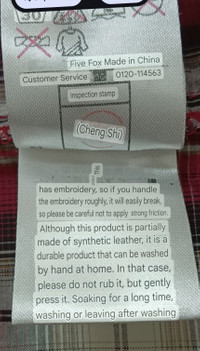 30
Five Fox Made in China
Customer Service 0120-114563
Inspection stamp
(Cheng Shi)
has embroidery, so if you handle
the embroidery roughly, it will easily break,
so please be careful not to apply strong friction.
Although this product is partially
made of synthetic leather, it is a
durable product that can be washed
by hand at home. In that case,
please do not rub it, but gently
press it. Soaking for a long time,
washing or leaving after washing